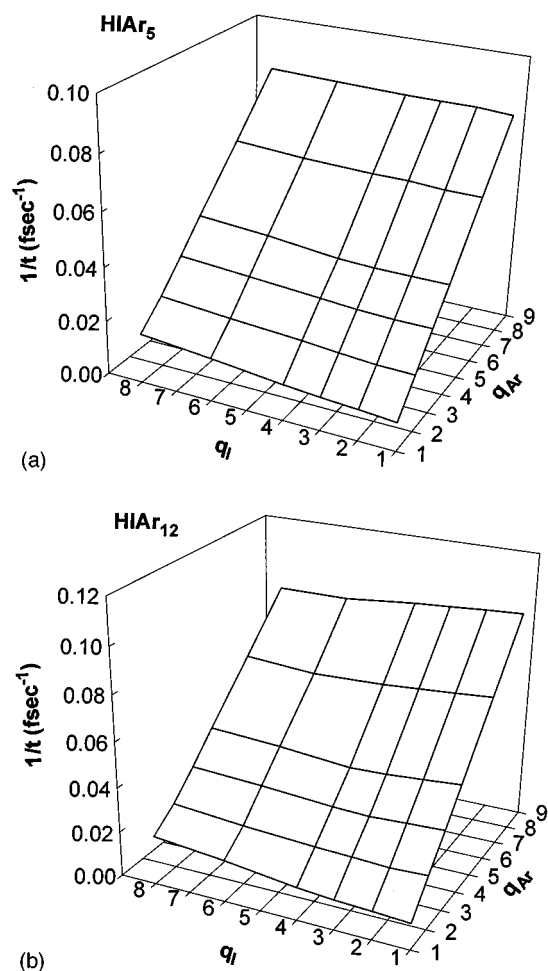 HIAr5
0.10
0.08
0.06
0.04
0.02
0.00
1/t (fsec-1)
8 7 6 5 4 3 2 1
qI
1 2 3 4 5 6 7 8 9
qAr
(a)
HIAr12
0.12
0.10
0.08
0.06
0.04
0.02
0.00
1/t (fsec-1)
8 7 6 5 4 3 2 1
qI
1 2 3 4 5 6 7 8 9
qAr
(b)